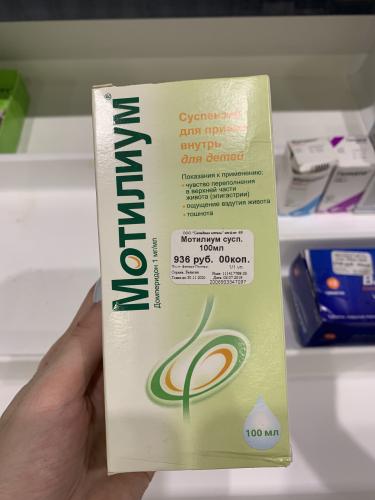 Мотилиум®
Домперидон 1 мг/мл
Суспензия
для приема
внутрь
для детей
Показания к применению:
• чувство переполнения
в верхней части
живота (эпигастрии)
• ощущение вздутия живота
• тошнота
Мотилиум сусп.
100мл
936 руб. 00коп.
100 мл